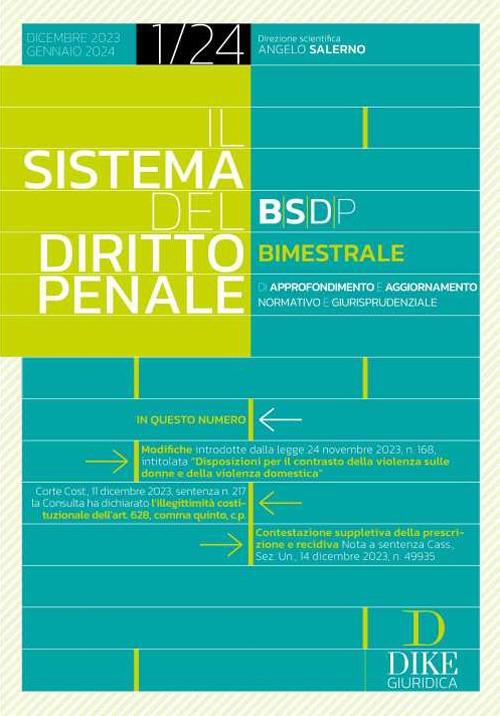 DICEMBRE 2023
GENNAIO 2024
1/24
Direzione scientifica
ANGELO SALERNO
IL
SISTEMA
DEL
DIRITTO
PENALE
B|S|D|P
BIMESTRALE
DI APPROFONDIMENTO E AGGIORNAMENTO
NORMATIVO E GIURISPRUDENZIALE
IN QUESTO NUMERO
Modifiche introdotte dalla legge 24 novembre 2023, n. 168,
intitolata "Disposizioni per il contrasto della violenza sulle
donne e della violenza domestica"
Corte Cost., 11 dicembre 2023, sentenza n. 217
la Consulta ha dichiarato l'illegittimità costi-
tuzionale dell'art. 628, comma quinto, c.p.
Contestazione suppletiva della prescri-
zione e recidiva Nota a sentenza Cass.,
Sez. Un., 14 dicembre 2023, n. 49935
D
DIKE
GIURIDICA